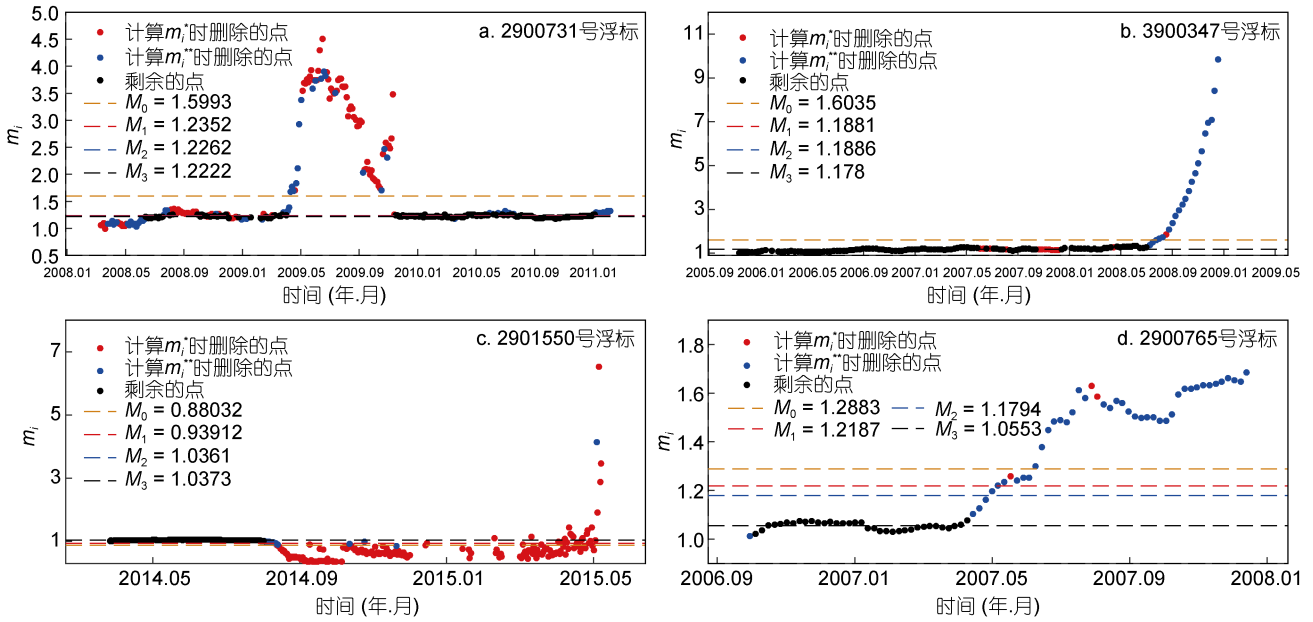 a. 2900731号浮标
计算mi*时删除的点
计算mi**时删除的点
剩余的点
M0 = 1.5993
M1 = 1.2352
M2 = 1.2262
M3 = 1.2222
mi
5.0
4.5
4.0
3.5
3.0
2.5
2.0
1.5
1.0
0.5
2008.01 2008.05 2008.09 2009.01 2009.05 2009.09 2010.01 2010.05 2010.09 2011.01
时间 (年.月)
b. 3900347号浮标
计算mi*时删除的点
计算mi**时删除的点
剩余的点
M0 = 1.6035
M1 = 1.1881
M2 = 1.1886
M3 = 1.178
mi
11
9
7
5
3
1
1
2005.09 2006.01 2006.05 2006.09 2007.01 2007.05 2007.09 2008.01 2008.05 2008.09 2009.01 2009.05
时间 (年.月)
c. 2901550号浮标
计算mi*时删除的点
计算mi**时删除的点
剩余的点
M0 = 0.88032
M1 = 0.93912
M2 = 1.0361
M3 = 1.0373
mi
7
5
3
1
2014.05 2014.09 2015.01 2015.05
时间 (年.月)
d. 2900765号浮标
计算mi*时删除的点
计算mi**时删除的点
剩余的点
M0 = 1.2883 M2 = 1.1794
M1 = 1.2187 M3 = 1.0553
mi
1.8
1.6
1.4
1.2
1.0
2006.09 2007.01 2007.05 2007.09 2008.01
时间 (年.月)